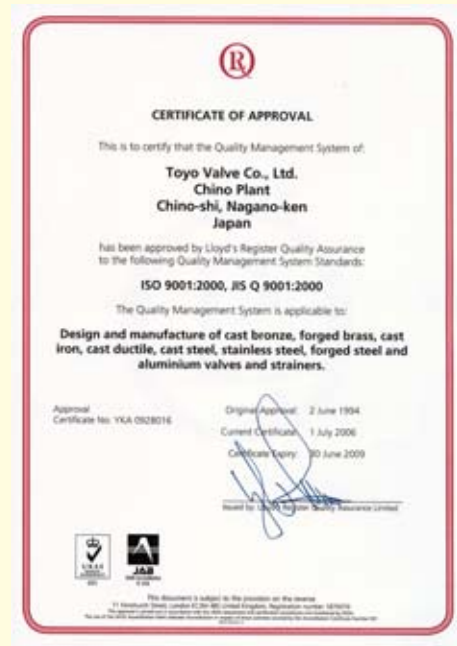 LR
CERTIFICATE OF APPROVAL
This is to certify that the Quality Management System of:
Toyo Valve Co., Ltd.
Chino Plant
Chino-shi, Nagano-ken
Japan
has been approved by Lloyd's Register Quality Assurance
to the following Quality Management System Standards:
ISO 9001:2000, JIS Q 9001:2000
The Quality Management System is applicable to:
Design and manufacture of cast bronze, forged brass, cast
iron, cast ductile, cast steel, stainless steel, forged steel and
aluminium valves and strainers.
Approval Original Approval: 2 June 1994
Certificate No: YKA 0928016
Current Certificate: 1 July 2006
Certificate Expiry: 30 June 2009
Issued by: Lloyd's Register Quality Assurance Limited
UKAS
JAB
This document is subject to the provision on the reverse